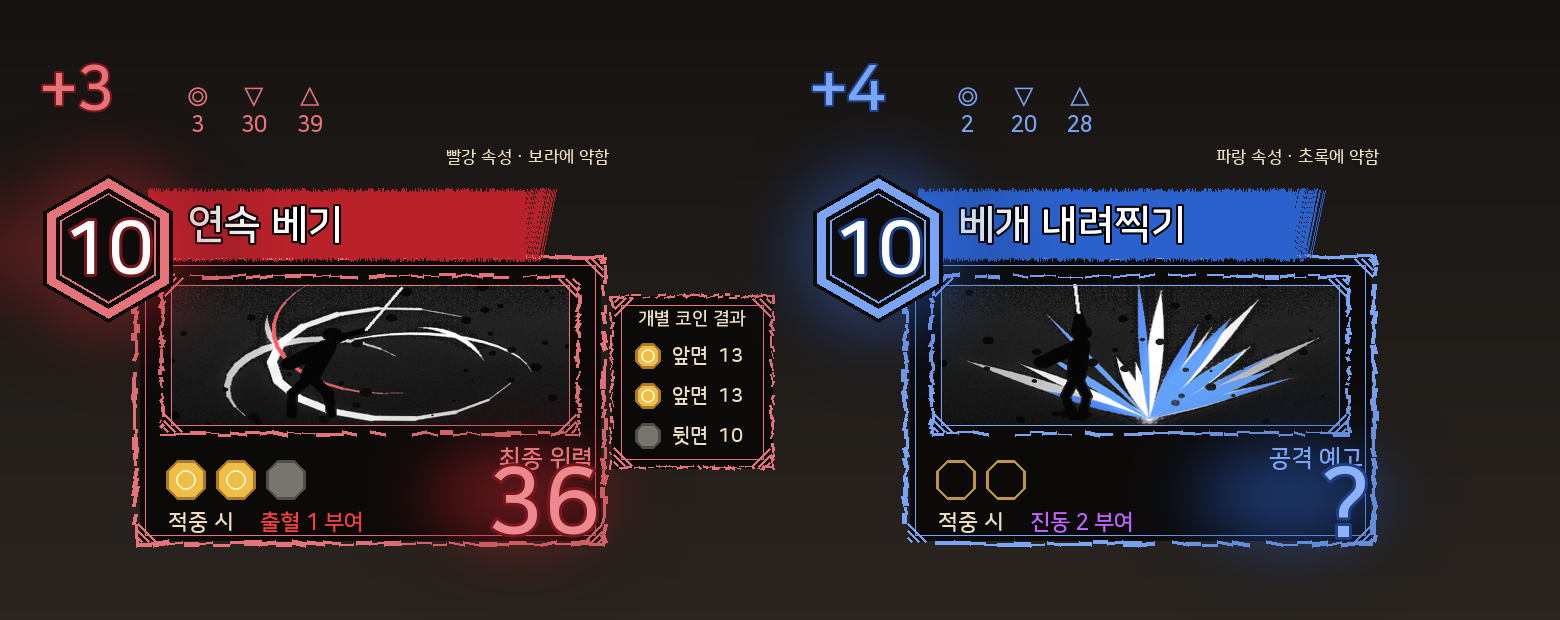 +3
◎ ▽ △
3 30 39
빨강 속성 · 보라에 약함
10 연속 베기
개별 코인 결과
앞면 13
앞면 13
뒷면 10
최종 위력
36
적중 시 출혈 1 부여
+4
◎ ▽ △
2 20 28
파랑 속성 · 초록에 약함
10 베개 내려찍기
공격 예고
?
적중 시 진동 2 부여